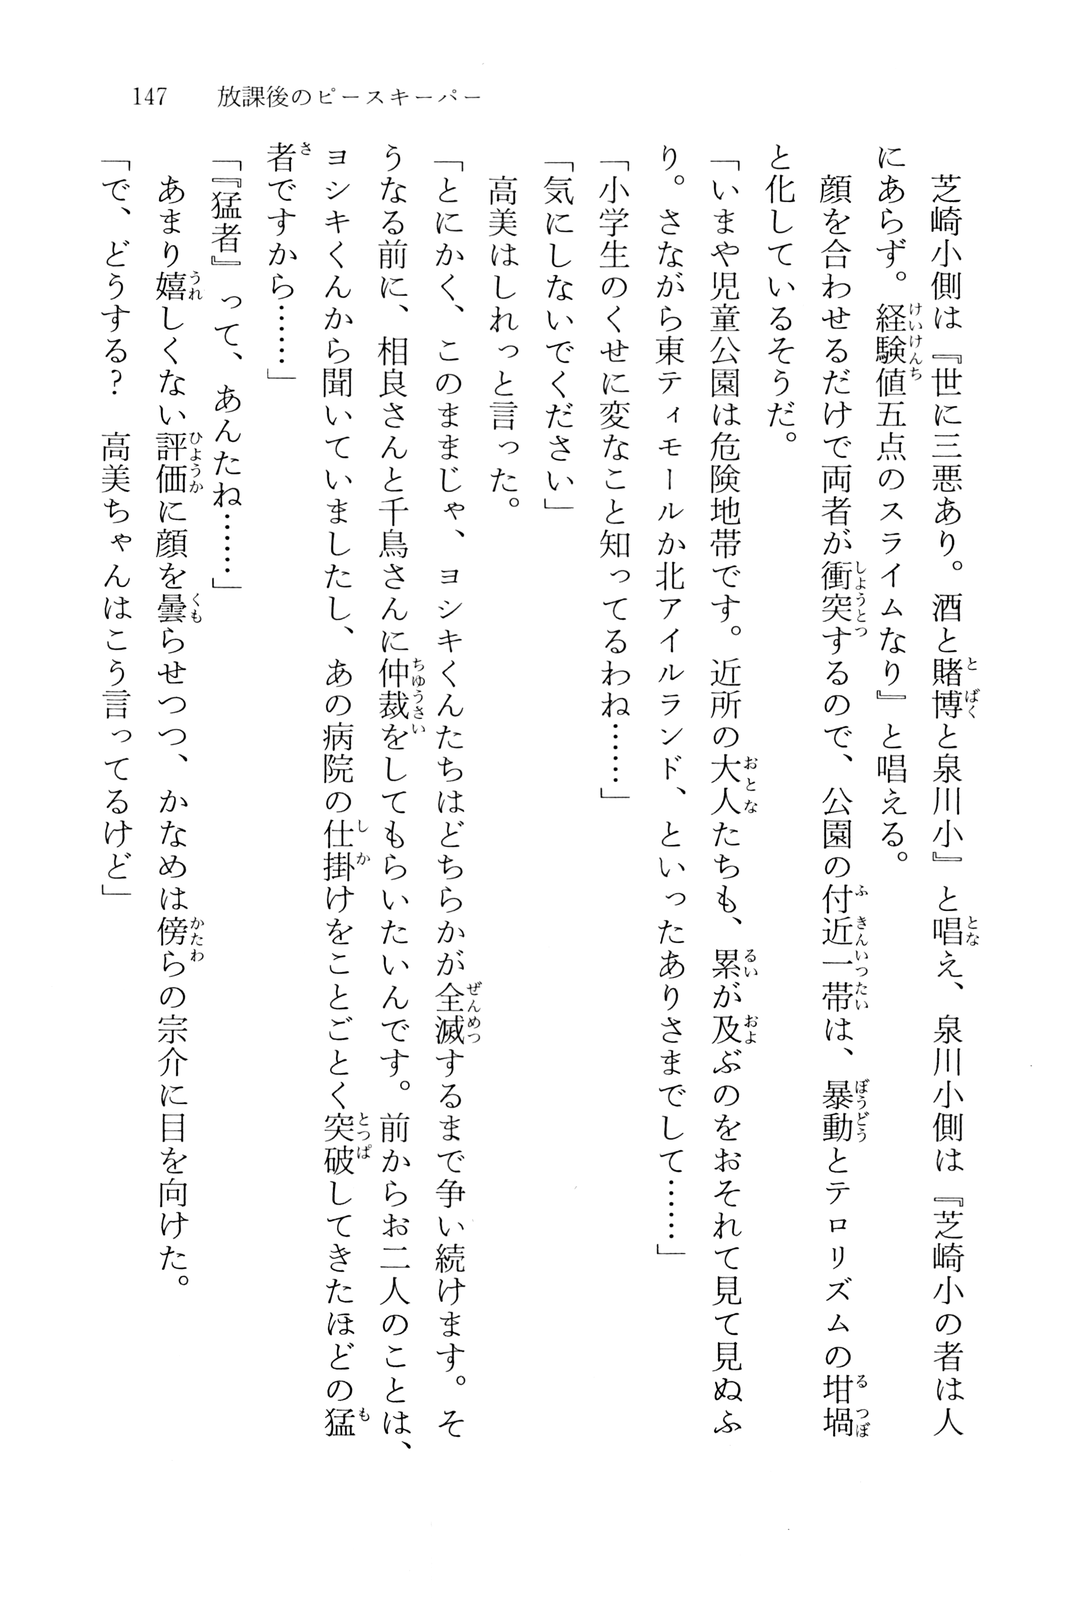 147　放課後のピースキーパー
　芝崎小側は『世に三悪あり。酒と賭博と泉川小』と唱え、泉川小側は『芝崎小の者は人
にあらず。経験値五点のスライムなり』と唱える。
　顔を合わせるだけで両者が衝突するので、公園の付近一帯は、暴動とテロリズムの坩堝
と化しているそうだ。
「いまや児童公園は危険地帯です。近所の大人たちも、累が及ぶのをおそれて見て見ぬふ
り。さながら東ティモールか北アイルランド、といったありさまでして……」
「小学生のくせに変なこと知ってるわね……」
「気にしないでください」
　高美はしれっと言った。
「とにかく、このままじゃ、ヨシキくんたちはどちらかが全滅するまで争い続けます。そ
うなる前に、相良さんと千鳥さんに仲裁をしてもらいたいんです。前からお二人のことは、
ヨシキくんから聞いていましたし、あの病院の仕掛けをことごとく突破してきたほどの猛
者ですから……」
「『猛者』って、あんたね……」
　あまり嬉しくない評価に顔を曇らせつつ、かなめは傍らの宗介に目を向けた。
「で、どうする？　高美ちゃんはこう言ってるけど」